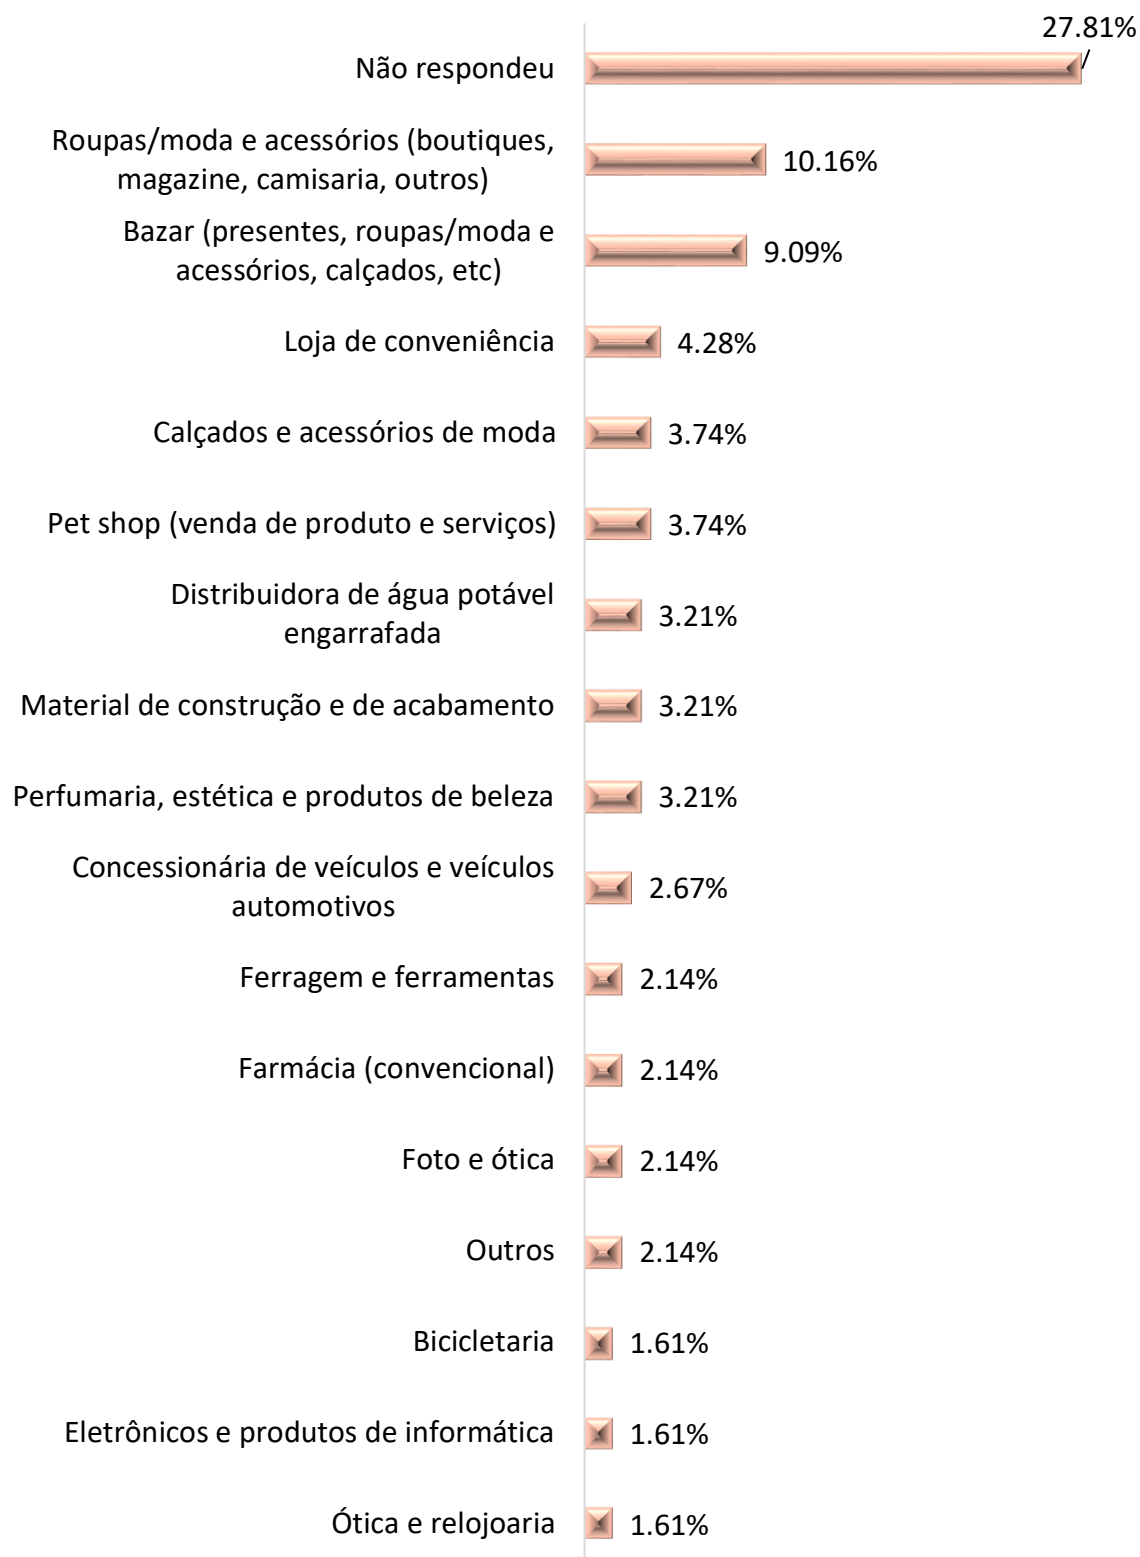 27.81%
Não respondeu
Roupas/moda e acessórios (boutiques,
magazine, camisaria, outros)
10.16%
Bazar (presentes, roupas/moda e
acessórios, calçados, etc)
9.09%
Loja de conveniência
4.28%
Calçados e acessórios de moda
3.74%
Pet shop (venda de produto e serviços)
3.74%
Distribuidora de água potável
engarrafada
3.21%
Material de construção e de acabamento
3.21%
Perfumaria, estética e produtos de beleza
3.21%
Concessionária de veículos e veículos
automotivos
2.67%
Ferragem e ferramentas
2.14%
Farmácia (convencional)
2.14%
Foto e ótica
2.14%
Outros
2.14%
Bicicletaria
1.61%
Eletrônicos e produtos de informática
1.61%
Ótica e relojoaria
1.61%